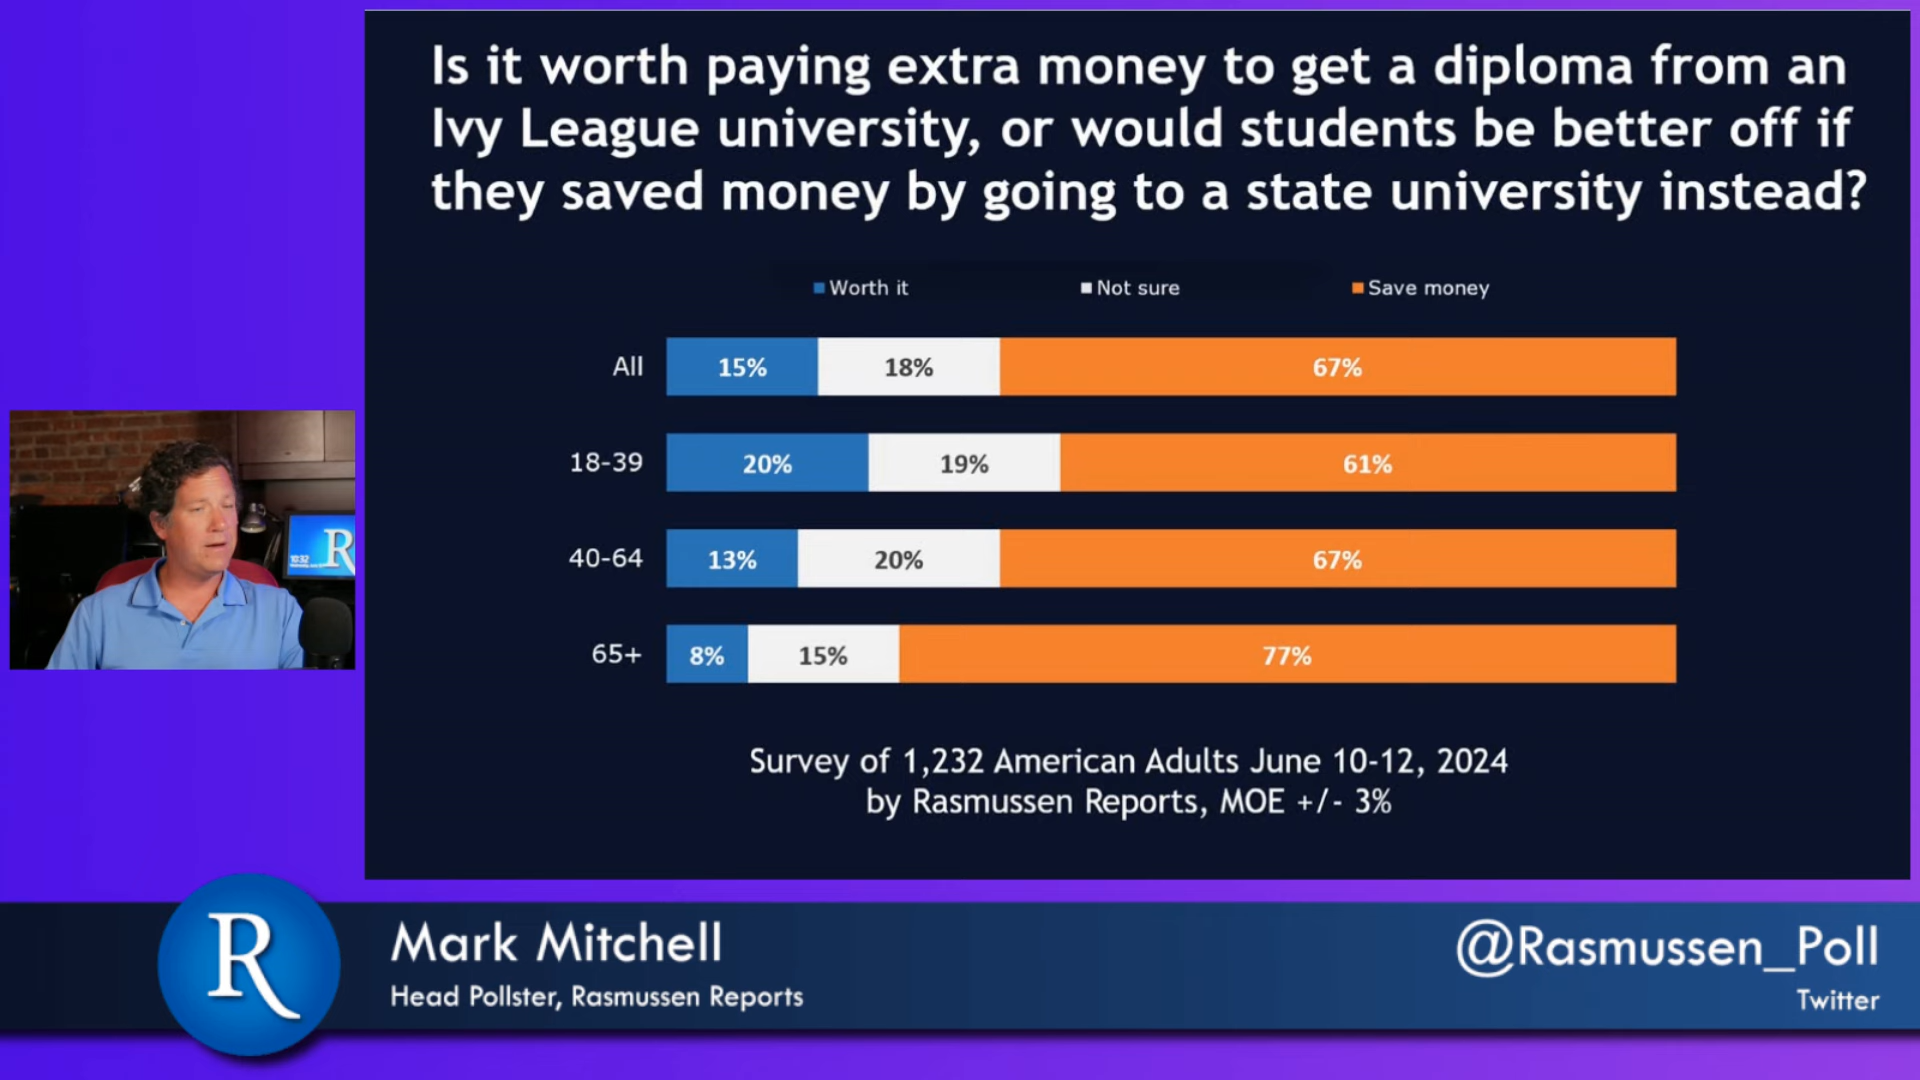 Is it worth paying extra money to get a diploma from an
Ivy League university, or would students be better off if
they saved money by going to a state university instead?
Worth it
Not sure
Save money
All 15% 18% 67%
18-39 20% 19% 61%
40-64 13% 20% 67%
65+ 8% 15% 77%
Survey of 1,232 American Adults June 10-12, 2024
by Rasmussen Reports, MOE +/- 3%
R
10:32
R
Mark Mitchell
Head Pollster, Rasmussen Reports
@Rasmussen_Poll
Twitter